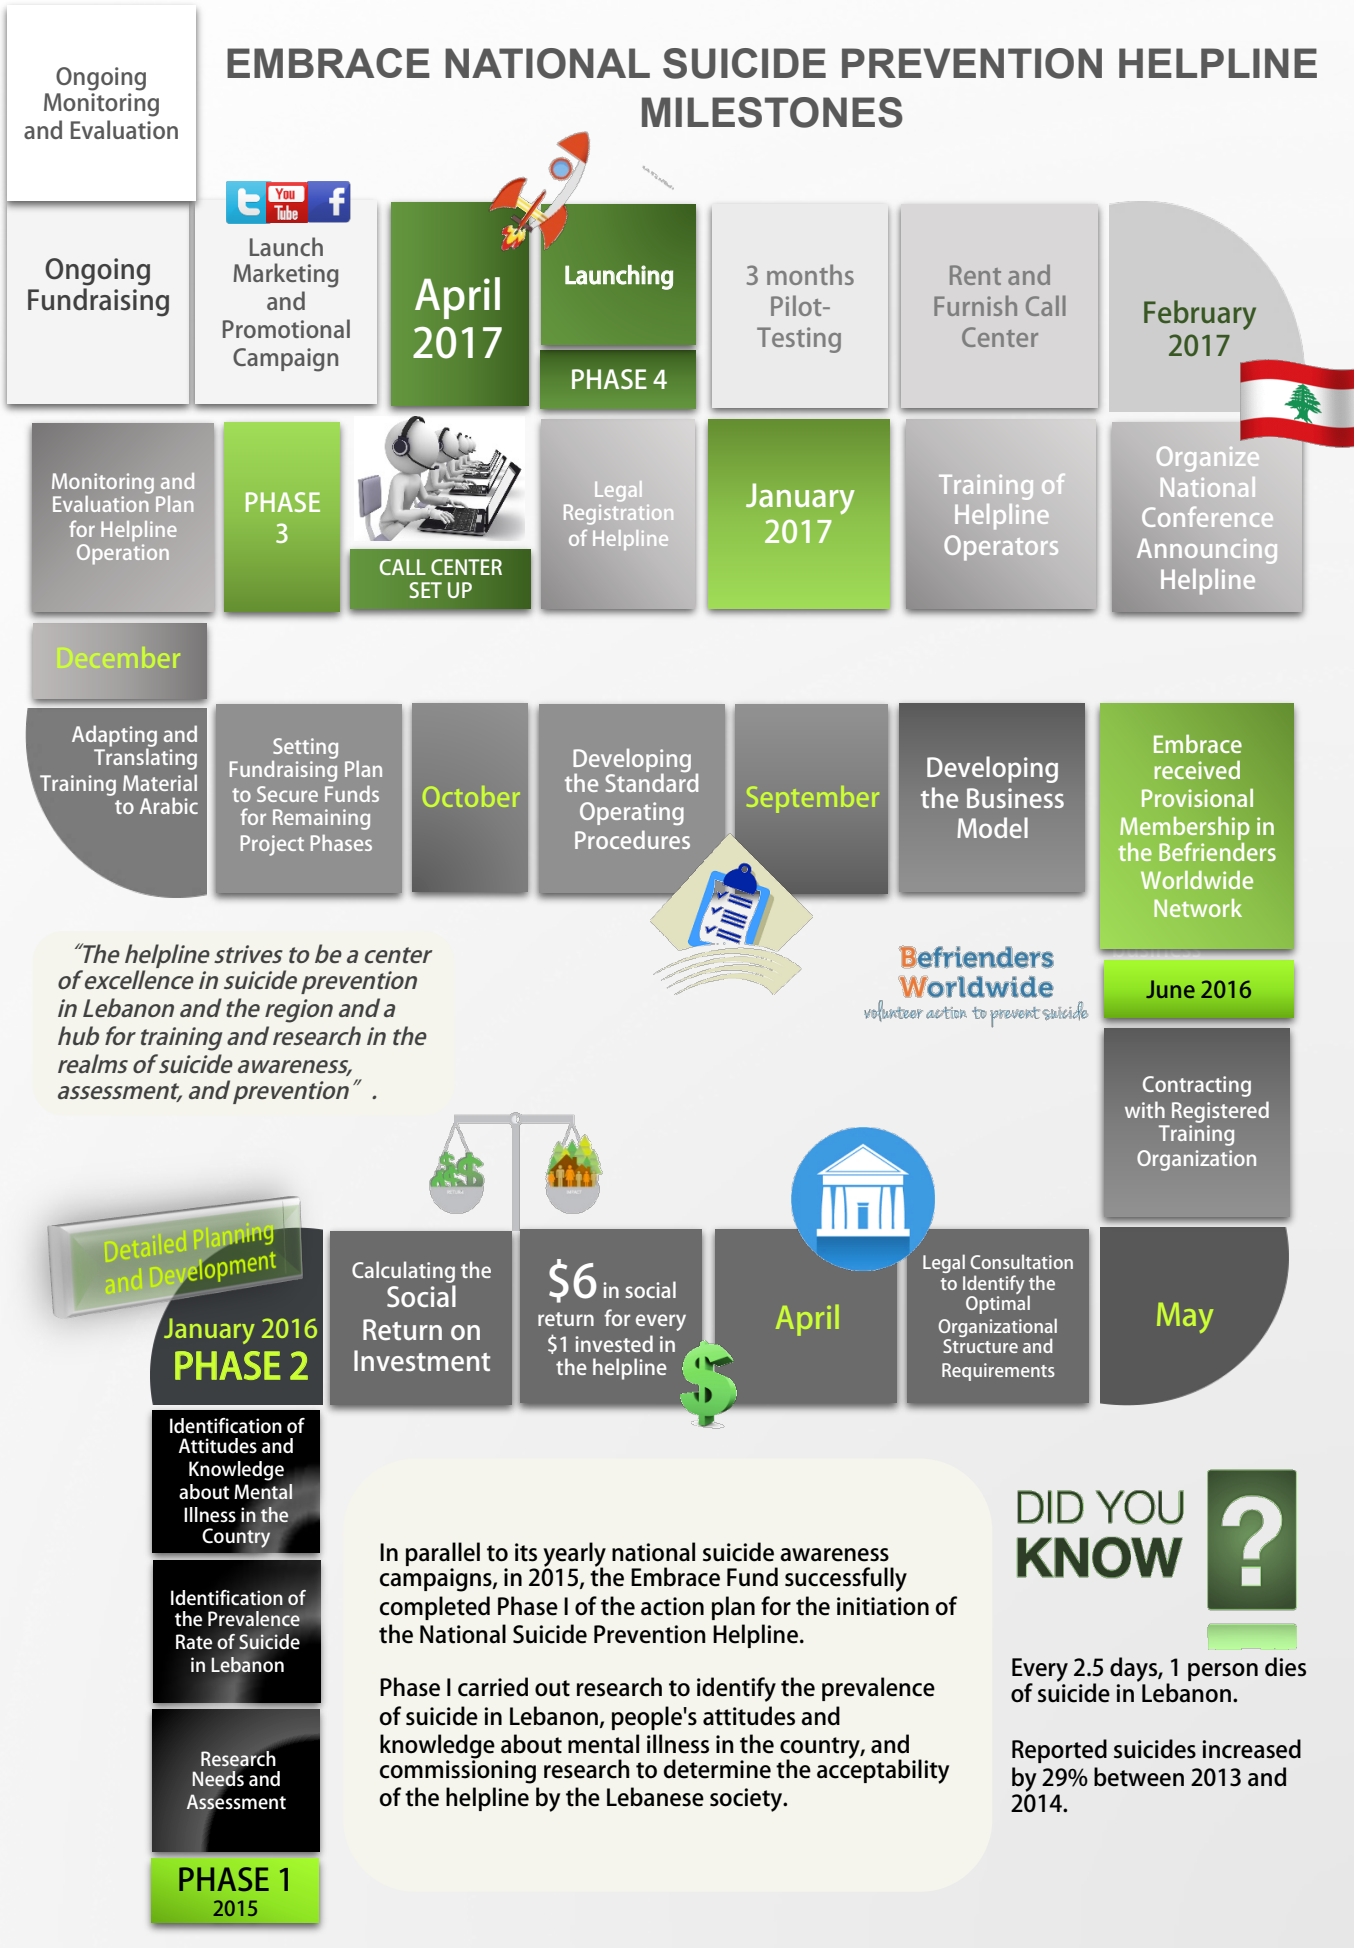 EMBRACE NATIONAL SUICIDE PREVENTION HELPLINE
MILESTONES
Ongoing
Monitoring
and Evaluation
Ongoing
Fundraising
You
Tube
Launch
Marketing
and
Promotional
Campaign
April
2017
Launching
PHASE 4
3 months
Pilot-
Testing
Rent and
Furnish Call
Center
February
2017
Monitoring and
Evaluation Plan
for Helpline
Operation
PHASE
3
CALL CENTER
SET UP
Legal
Registration
of Helpline
January
2017
Training of
Helpline
Operators
Organize
National
Conference
Announcing
Helpline
December
Adapting and
Translating
Training Material
to Arabic
Setting
Fundraising Plan
to Secure Funds
for Remaining
Project Phases
October
Developing
the Standard
Operating
Procedures
September
Developing
the Business
Model
Embrace
received
Provisional
Membership in
the Befrienders
Worldwide
Network
"The helpline strives to be a center
of excellence in suicide prevention
in Lebanon and the region and a
hub for training and research in the
realms of suicide awareness,
assessment, and prevention" .
Befrienders
Worldwide
volunteer action to prevent suicide
June 2016
Contracting
with Registered
Training
Organization
Detailed Planning
and Development
January 2016
PHASE 2
Calculating the
Social
Return on
Investment
$6 in social
return for every
$1 invested in
the helpline
April
Legal Consultation
to Identify the
Optimal
Organizational
Structure and
Requirements
May
Identification of
Attitudes and
Knowledge
about Mental
Illness in the
Country
Identification of
the Prevalence
Rate of Suicide
in Lebanon
Research
Needs and
Assessment
PHASE 1
2015
In parallel to its yearly national suicide awareness
campaigns, in 2015, the Embrace Fund successfully
completed Phase I of the action plan for the initiation of
the National Suicide Prevention Helpline.
Phase I carried out research to identify the prevalence
of suicide in Lebanon, people's attitudes and
knowledge about mental illness in the country, and
commissioning research to determine the acceptability
of the helpline by the Lebanese society.
DID YOU
KNOW
?
Every 2.5 days, 1 person dies
of suicide in Lebanon.
Reported suicides increased
by 29% between 2013 and
2014.